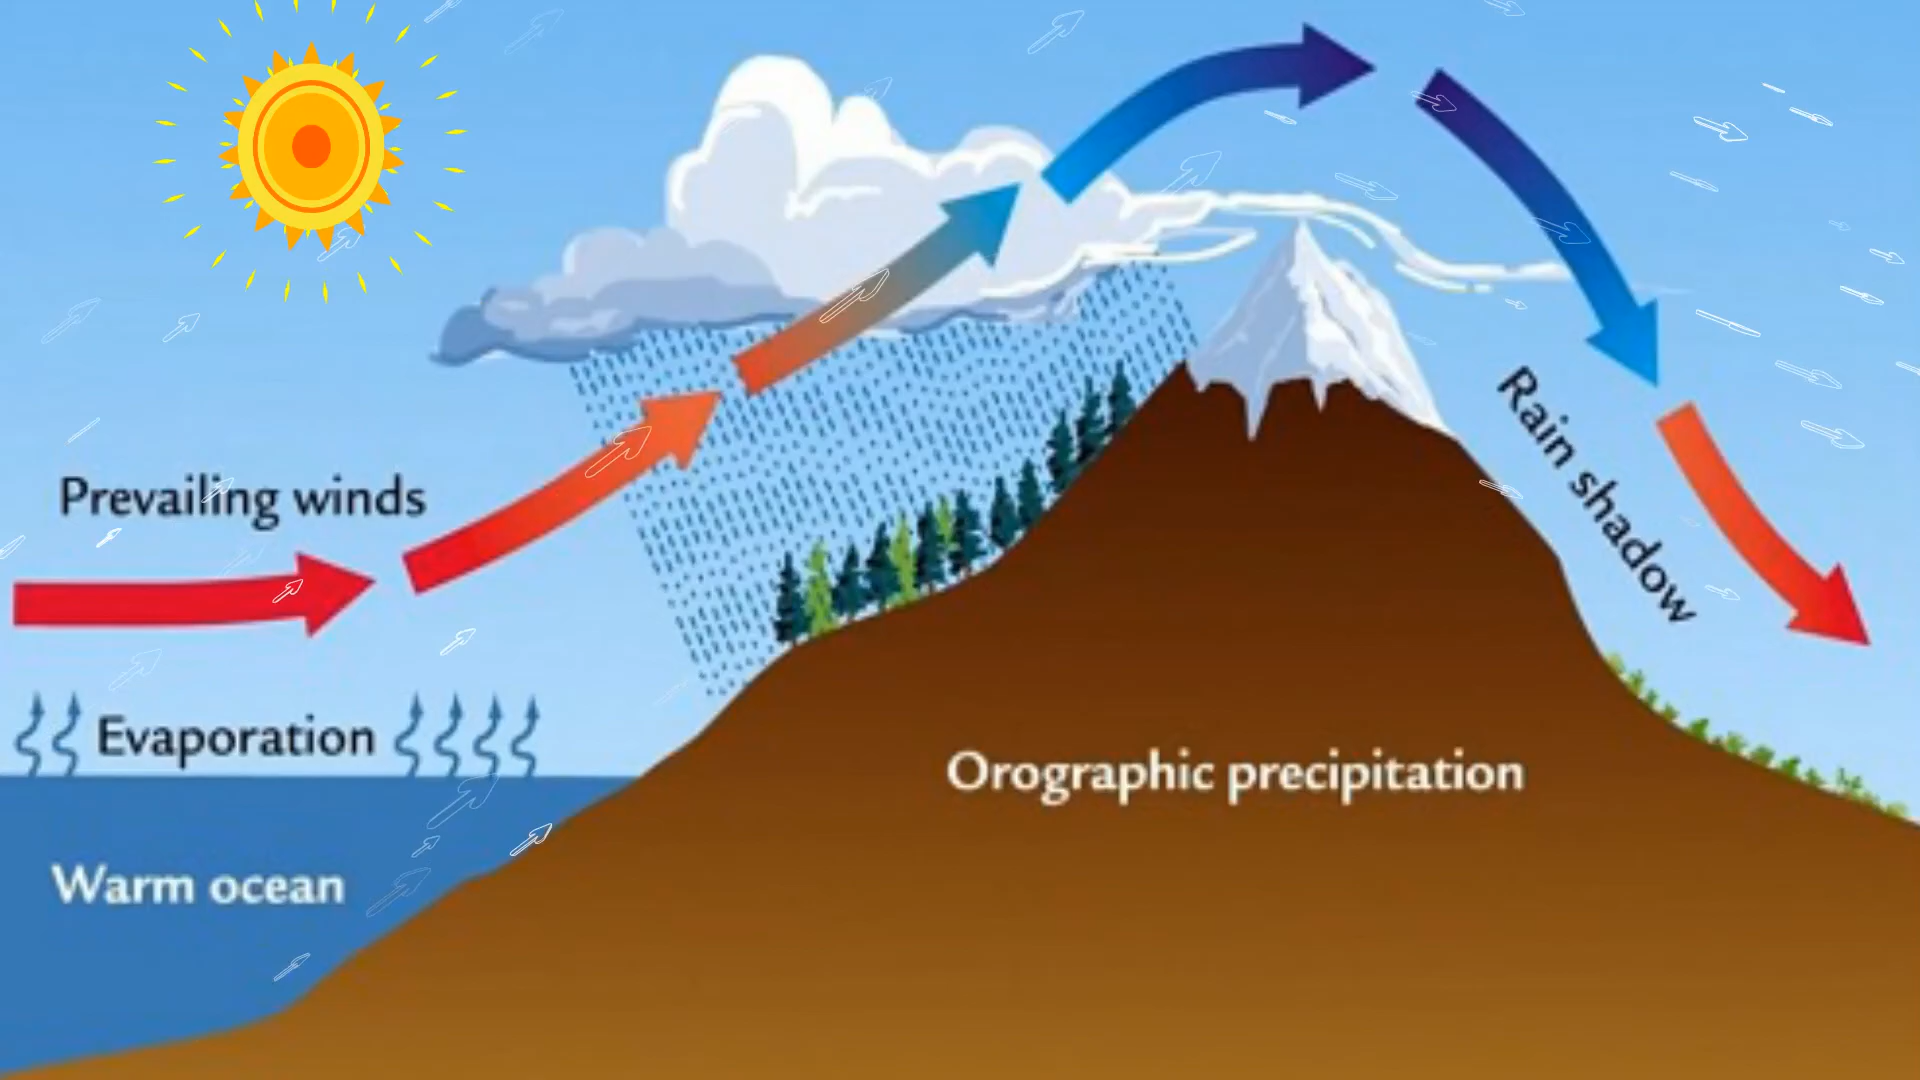 Prevailing winds
Rain shadow
Evaporation
Orographic precipitation
Warm ocean